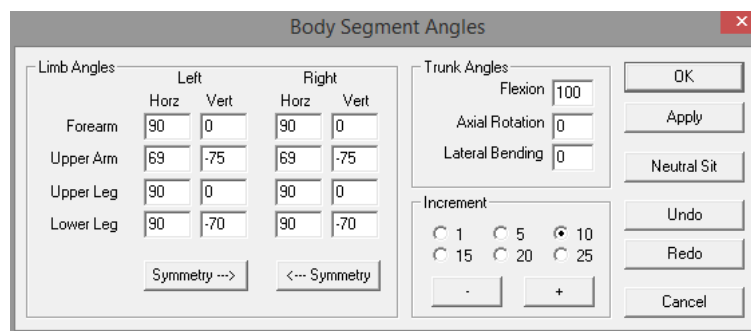 Body Segment Angles
Limb Angles
Left Right
Horz Vert Horz Vert
Forearm 90 0 90 0
Upper Arm 69 -75 69 -75
Upper Leg 90 0 90 0
Lower Leg 90 -70 90 -70
Symmetry ---> <--- Symmetry
Trunk Angles
Flexion 100
Axial Rotation 0
Lateral Bending 0
Increment
1 5 10
15 20 25
- +
OK
Apply
Neutral Sit
Undo
Redo
Cancel